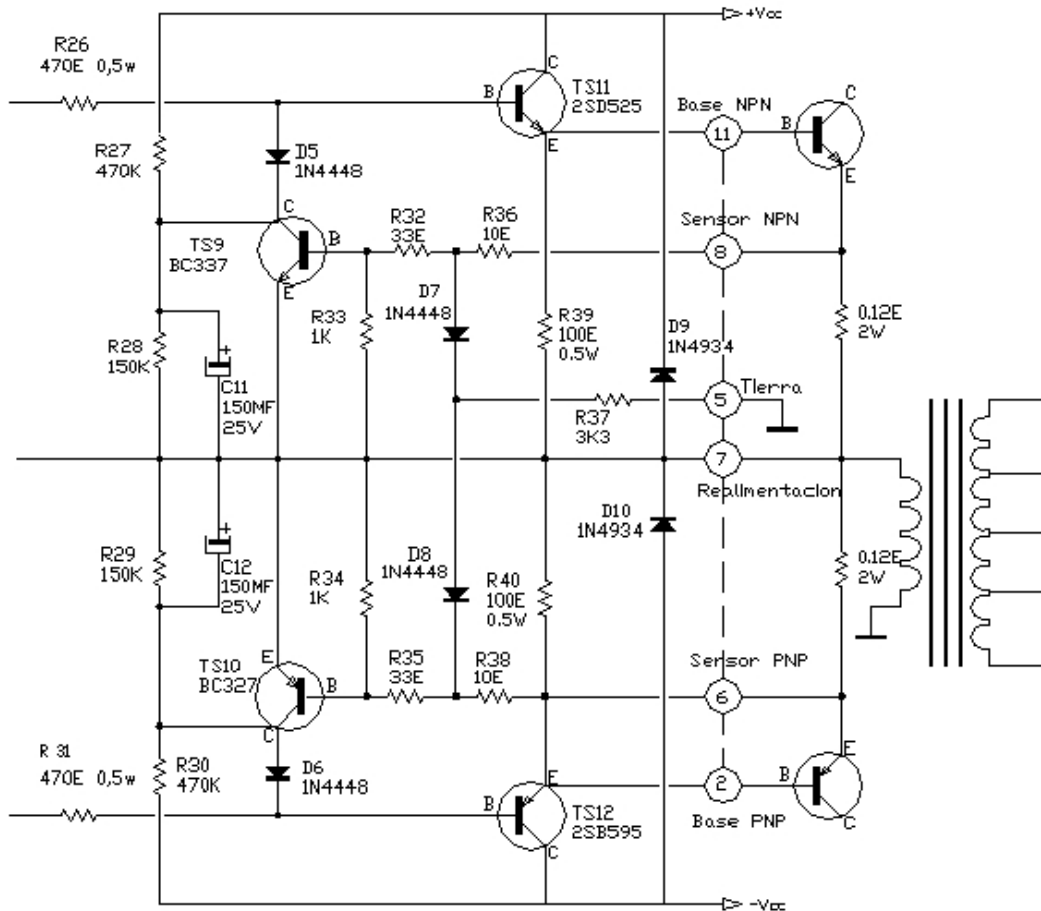 +Vcc
R26
470E 0,5w
C
TS11
2SD525
B
E
Base NPN
11
C
B
E
R27
470K
D5
1N4448
C
TS9
BC337
B
E
R32
33E
R36
10E
Sensor NPN
8
D7
1N4448
R33
1K
R39
100E
0.5W
D9
1N4934
0.12E
2W
R28
150K
C11
150MF
25V
+
R37
3K3
TIerra
5
7
Realimentacion
D10
1N4934
R29
150K
+
C12
150MF
25V
R34
1K
D8
1N4448
R40
100E
0.5W
0.12E
2W
TS10
BC327
E
B
C
R35
33E
R38
10E
Sensor PNP
6
R 31
470E 0,5w
R30
470K
D6
1N4448
B
E
TS12
2SB595
C
2
Base PNP
B
E
C
-Vcc